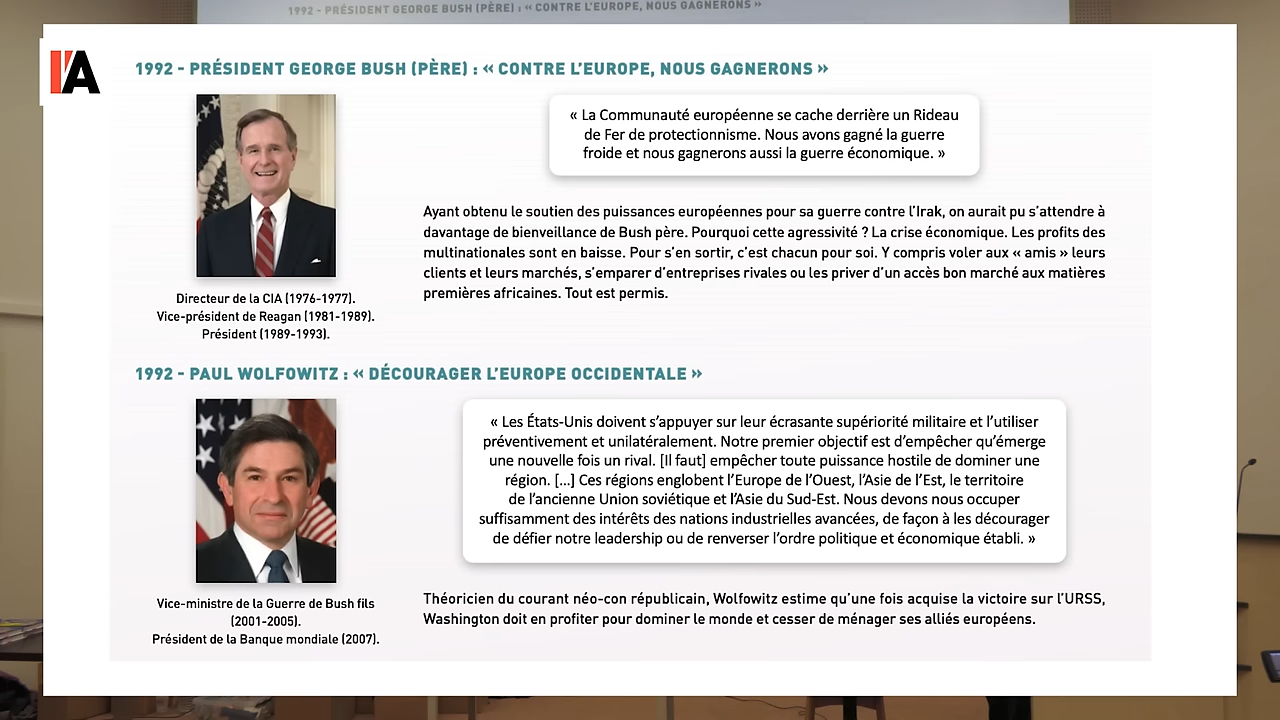 1992 - PRÉSIDENT GEORGE BUSH (PÈRE) : « CONTRE L'EUROPE, NOUS GAGNERONS »
IA
1992 - PRÉSIDENT GEORGE BUSH (PÈRE) : « CONTRE L'EUROPE, NOUS GAGNERONS »
« La Communauté européenne se cache derrière un Rideau
de Fer de protectionnisme. Nous avons gagné la guerre
froide et nous gagnerons aussi la guerre économique. »
Ayant obtenu le soutien des puissances européennes pour sa guerre contre l'Irak, on aurait pu s'attendre à
davantage de bienveillance de Bush père. Pourquoi cette agressivité ? La crise économique. Les profits des
multinationales sont en baisse. Pour s'en sortir, c'est chacun pour soi. Y compris voler aux « amis » leurs
clients et leurs marchés, s'emparer d'entreprises rivales ou les priver d'un accès bon marché aux matières
premières africaines. Tout est permis.
Directeur de la CIA (1976-1977).
Vice-président de Reagan (1981-1989).
Président (1989-1993).
1992 - PAUL WOLFOWITZ : « DÉCOURAGER L'EUROPE OCCIDENTALE »
« Les États-Unis doivent s'appuyer sur leur écrasante supériorité militaire et l'utiliser
préventivement et unilatéralement. Notre premier objectif est d'empêcher qu'émerge
une nouvelle fois un rival. [Il faut] empêcher toute puissance hostile de dominer une
région. [...] Ces régions englobent l'Europe de l'Ouest, l'Asie de l'Est, le territoire
de l'ancienne Union soviétique et l'Asie du Sud-Est. Nous devons nous occuper
suffisamment des intérêts des nations industrielles avancées, de façon à les décourager
de défier notre leadership ou de renverser l'ordre politique et économique établi. »
Vice-ministre de la Guerre de Bush fils
(2001-2005).
Président de la Banque mondiale (2007).
Théoricien du courant néo-con républicain, Wolfowitz estime qu'une fois acquise la victoire sur l'URSS,
Washington doit en profiter pour dominer le monde et cesser de ménager ses alliés européens.